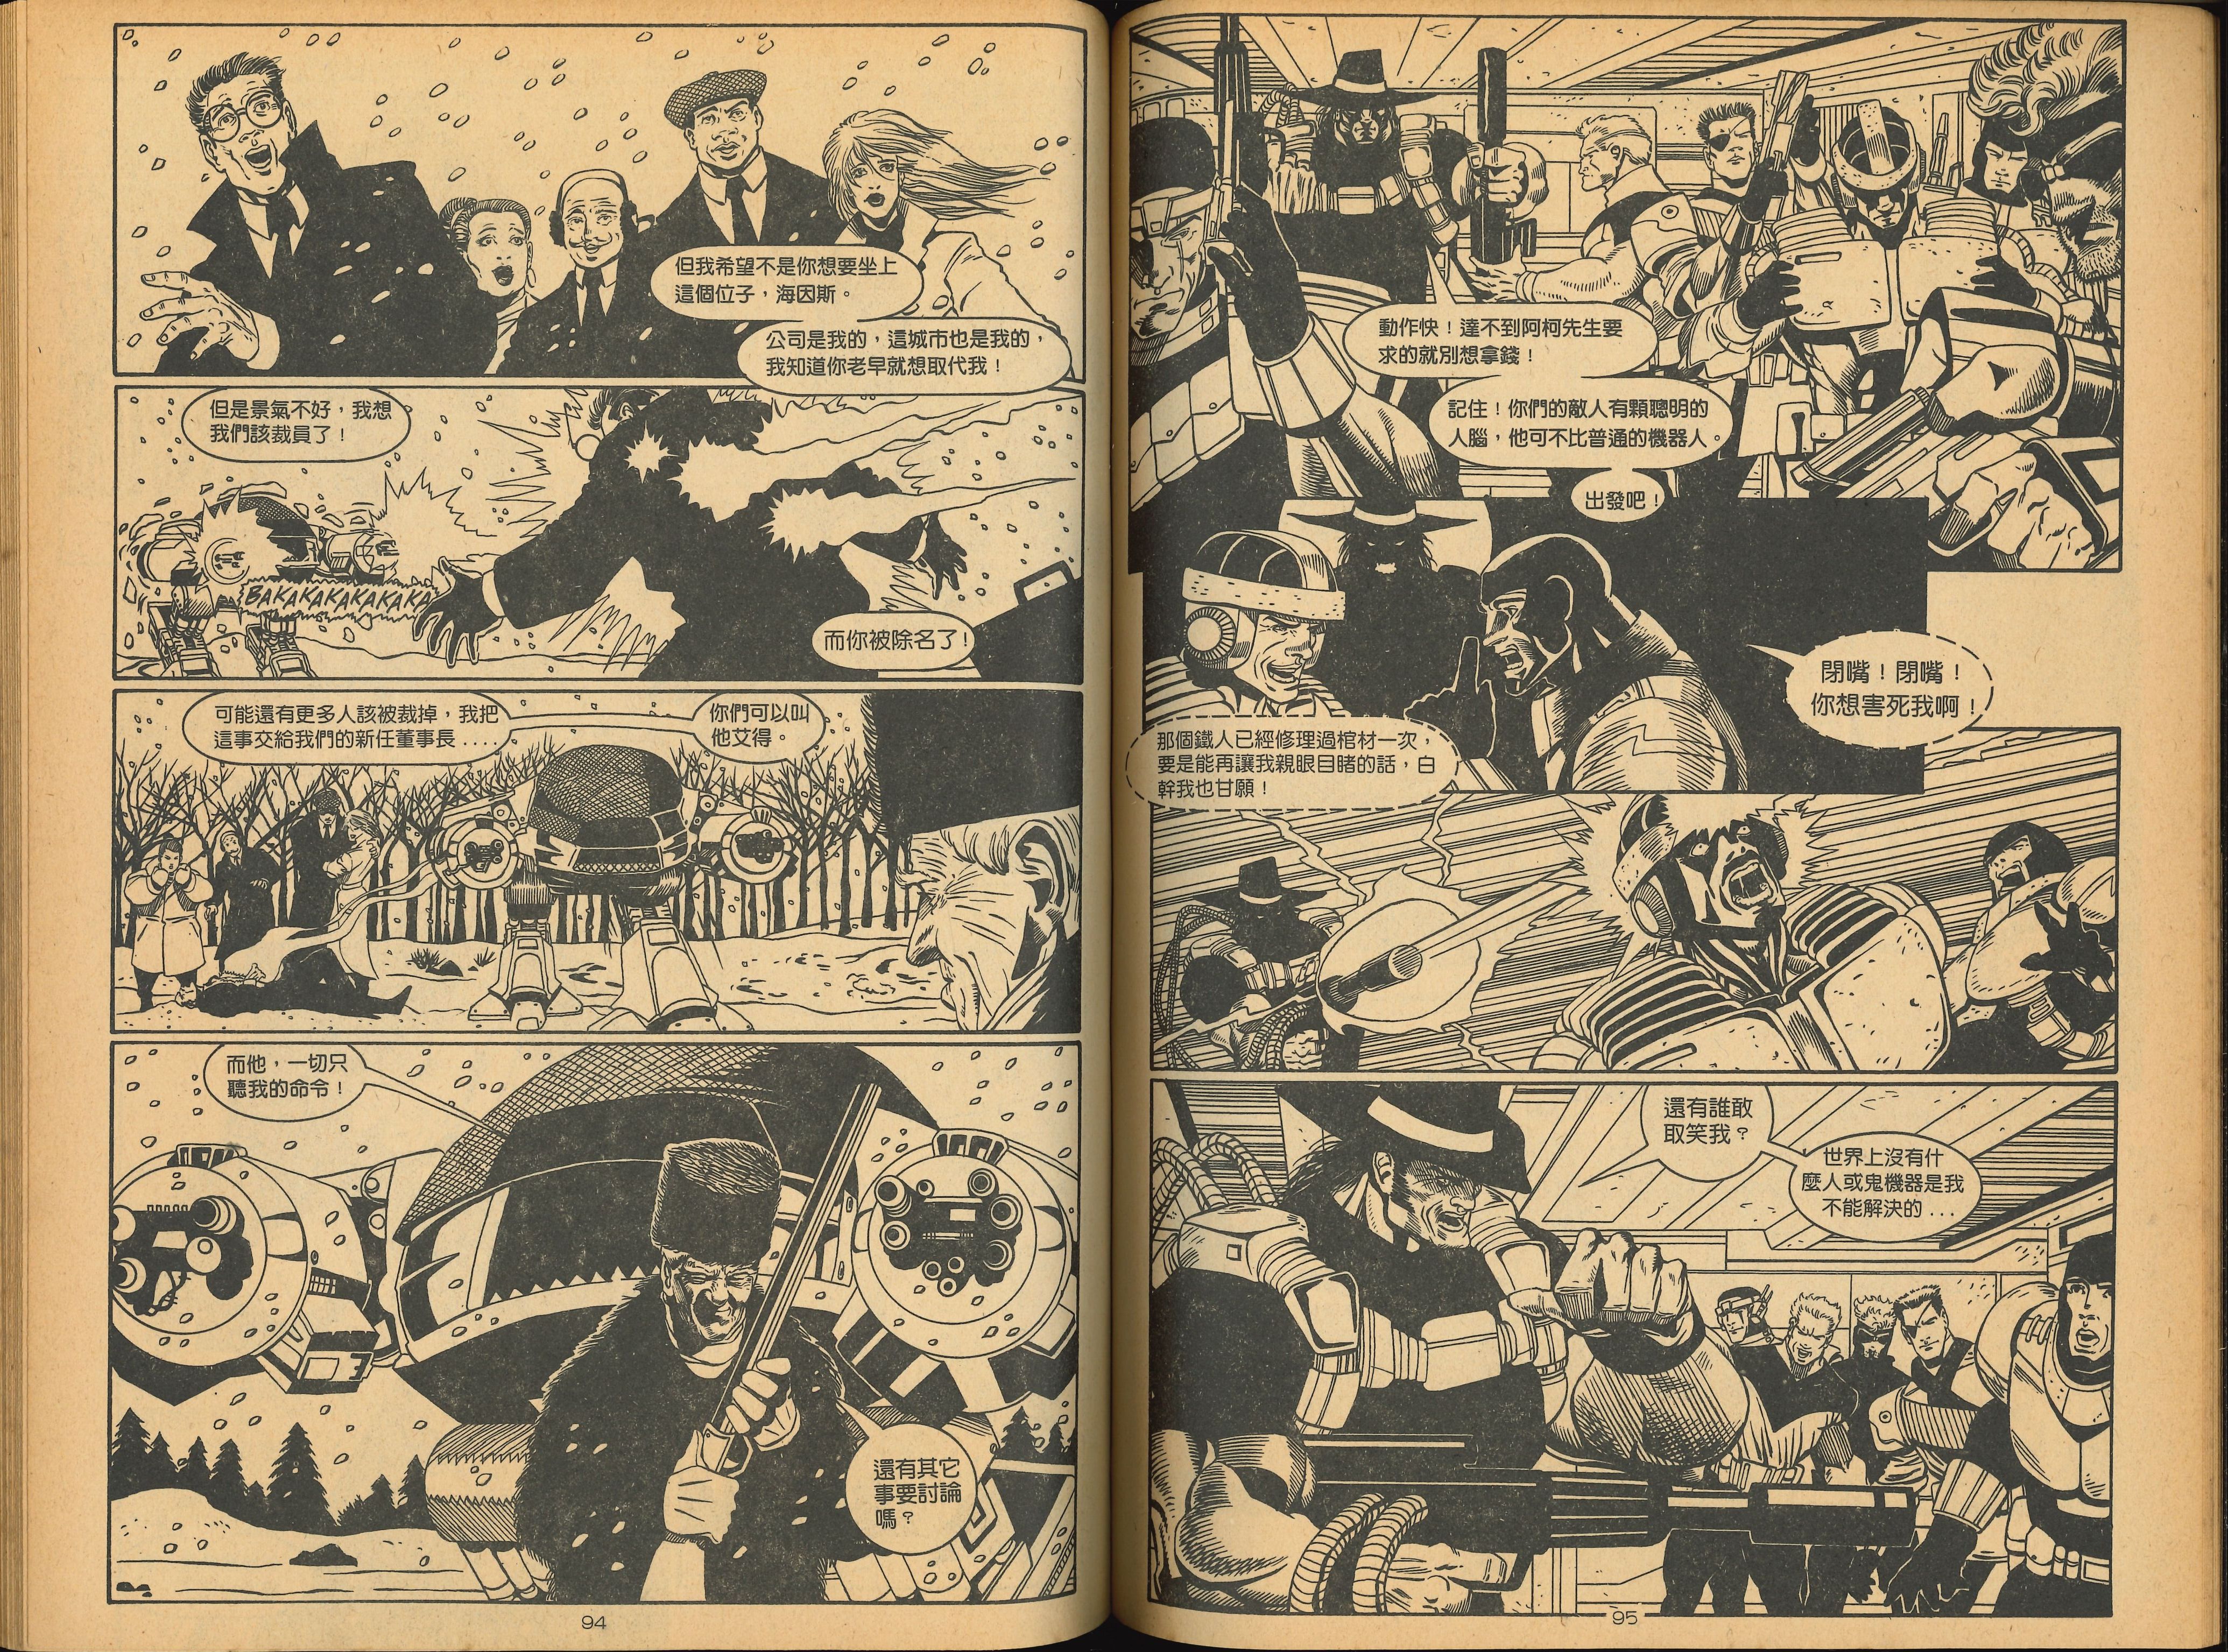 但我希望不是你想要坐上
這個位子，海因斯。
公司是我的，這城市也是我的，
我知道你老早就想取代我！
但是景氣不好，我想
我們該裁員了！
BAKAKAKAKAKAKA
而你被除名了！
可能還有更多人該被裁掉，我把
這事交給我們的新任董事長....
你們可以叫
他艾得。
而他，一切只
聽我的命令！
還有其它
事要討論
嗎？
94
動作快！達不到阿柯先生要
求的就別想拿錢！
記住！你們的敵人有顆聰明的
人腦，他可不比普通的機器人。
出發吧！
那個鐵人已經修理過棺材一次，
要是能再讓我親眼目睹的話，白
幹我也甘願！
閉嘴！閉嘴！
你想害死我啊！
還有誰敢
取笑我？
世界上沒有什
麼人或鬼機器是我
不能解決的...
95